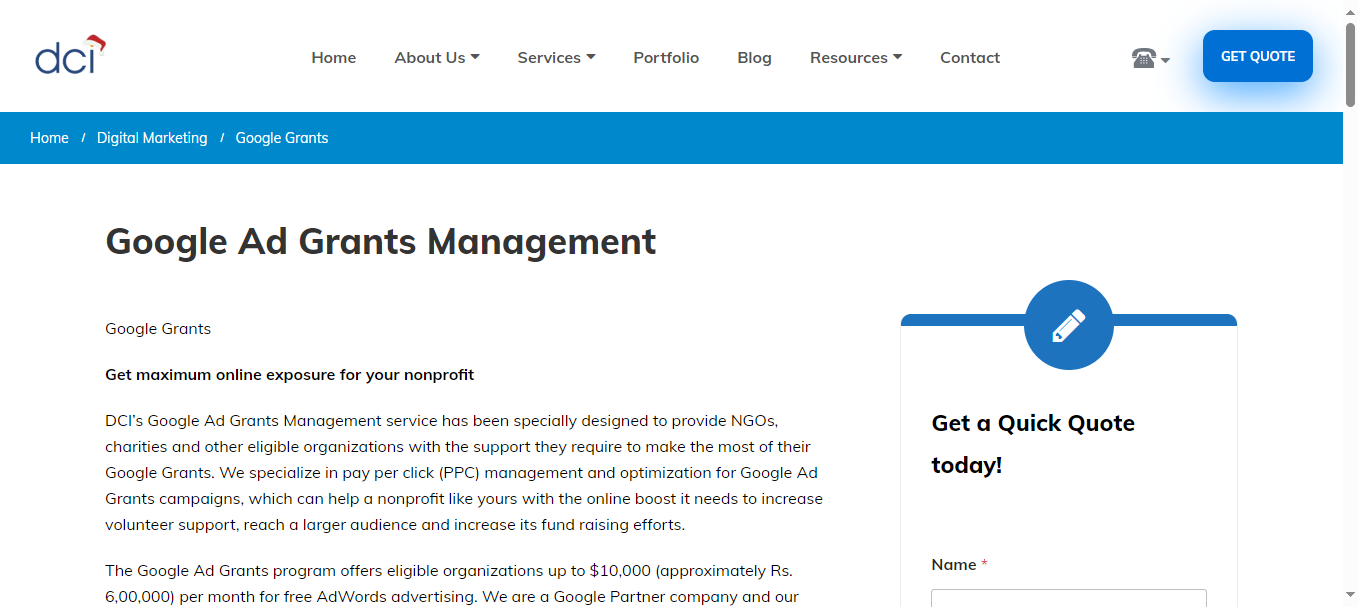 dci
Home About Us Services Portfolio Blog Resources Contact GET QUOTE
Home / Digital Marketing / Google Grants
Google Ad Grants Management
Google Grants
Get maximum online exposure for your nonprofit
DCI’s Google Ad Grants Management service has been specially designed to provide NGOs,
charities and other eligible organizations with the support they require to make the most of their
Google Grants. We specialize in pay per click (PPC) management and optimization for Google Ad
Grants campaigns, which can help a nonprofit like yours with the online boost it needs to increase
volunteer support, reach a larger audience and increase its fund raising efforts.
The Google Ad Grants program offers eligible organizations up to $10,000 (approximately Rs.
6,00,000) per month for free AdWords advertising. We are a Google Partner company and our
Get a Quick Quote
today!
Name *